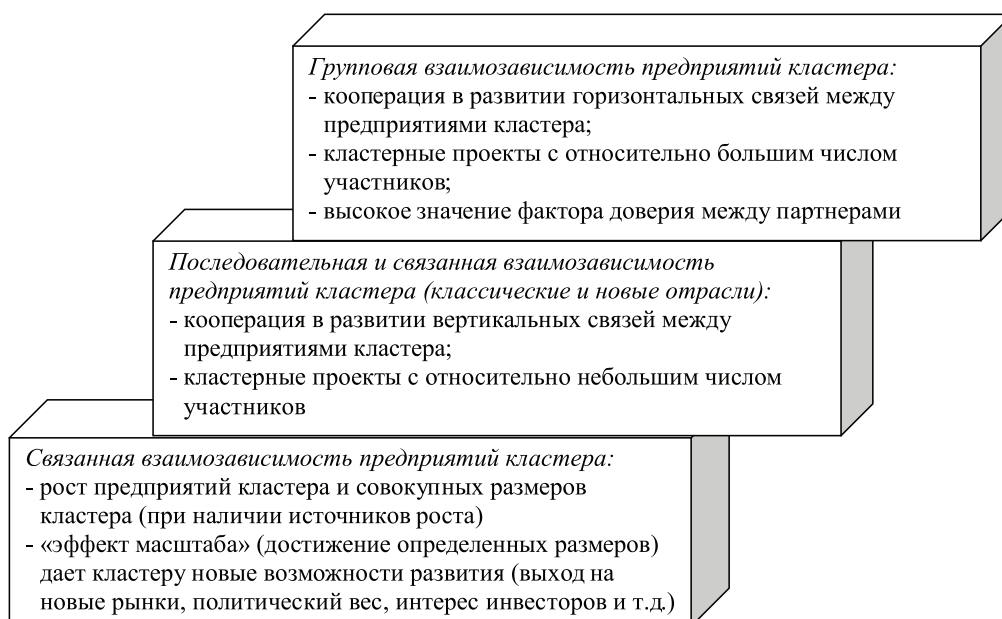 Групповая взаимозависимость предприятий кластера:
- кооперация в развитии горизонтальных связей между
предприятиями кластера;
- кластерные проекты с относительно большим числом
участников;
- высокое значение фактора доверия между партнерами
Последовательная и связанная взаимозависимость
предприятий кластера (классические и новые отрасли):
- кооперация в развитии вертикальных связей между
предприятиями кластера;
- кластерные проекты с относительно небольшим числом
участников
Связанная взаимозависимость предприятий кластера:
- рост предприятий кластера и совокупных размеров
кластера (при наличии источников роста)
- «эффект масштаба» (достижение определенных размеров)
дает кластеру новые возможности развития (выход на
новые рынки, политический вес, интерес инвесторов и т.д.)